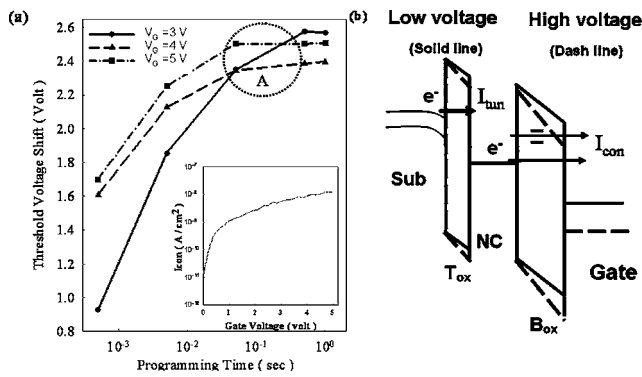 (a)
V_G =3 V
V_G =4 V
V_G =5 V
A
Threshold Voltage Shift ( Volt )
2.6
2.4
2.2
2.0
1.8
1.6
1.4
1.2
1.0
0.8
10^-3
10^-2
10^-1
10^0
Programming Time ( sec )
Icon ( A / cm^2 )
0
1
2
3
4
5
Gate Voltage ( volt )
(b)
Low voltage
(Solid line)
High voltage
(Dash line)
e^-
I_tun
e^-
I_con
Sub
NC
T_ox
Gate
B_ox